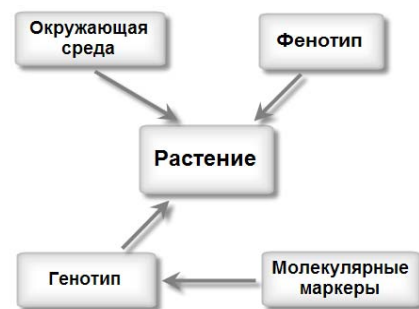 Окружающая
среда
Фенотип
Растение
Генотип
Молекулярные
маркеры